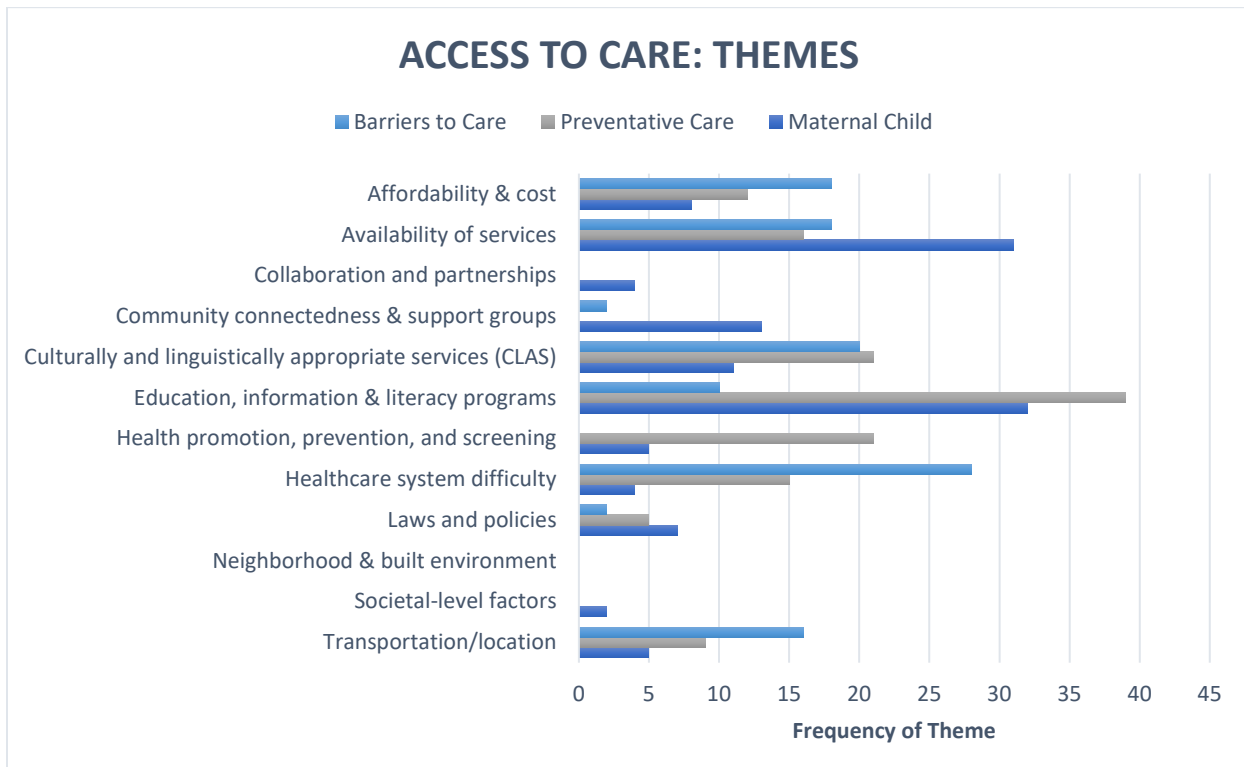 ACCESS TO CARE: THEMES
Barriers to Care Preventative Care Maternal Child
Affordability & cost
Availability of services
Collaboration and partnerships
Community connectedness & support groups
Culturally and linguistically appropriate services (CLAS)
Education, information & literacy programs
Health promotion, prevention, and screening
Healthcare system difficulty
Laws and policies
Neighborhood & built environment
Societal-level factors
Transportation/location
0 5 10 15 20 25 30 35 40 45
Frequency of Theme